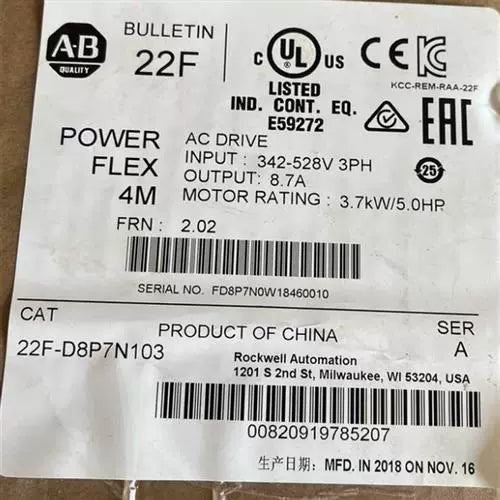 A-B
QUALITY
BULLETIN
22F
C UL US
LISTED
IND. CONT. EQ.
E59272
CE
KCC-REM-RAA-22F
EAC
25
POWER
FLEX
4M
AC DRIVE
INPUT : 342-528V 3PH
OUTPUT: 8.7A
MOTOR RATING : 3.7kW/5.0HP
FRN : 2.02
SERIAL NO. FD8P7N0W18460010
CAT
22F-D8P7N103
PRODUCT OF CHINA
SER
A
Rockwell Automation
1201 S 2nd St, Milwaukee, WI 53204, USA
00820919785207
生产日期: MFD. IN 2018 ON NOV. 16